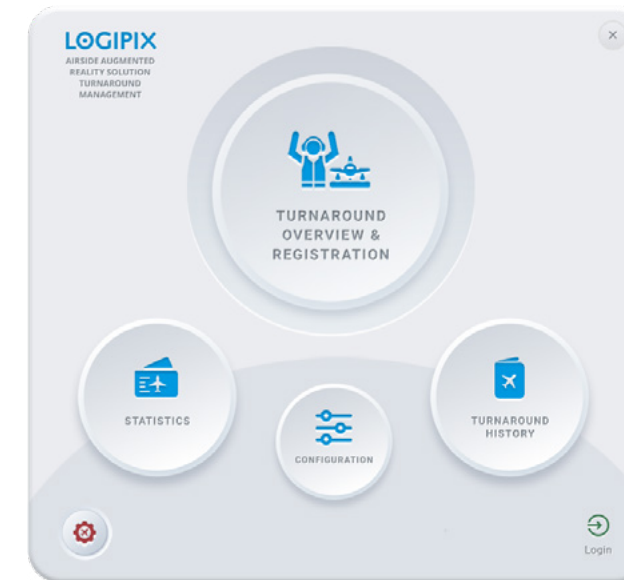 LOGIPIX
AIRSIDE AUGMENTED
REALITY SOLUTION
TURNAROUND
MANAGEMENT
TURNAROUND
OVERVIEW &
REGISTRATION
STATISTICS
CONFIGURATION
TURNAROUND
HISTORY
Login